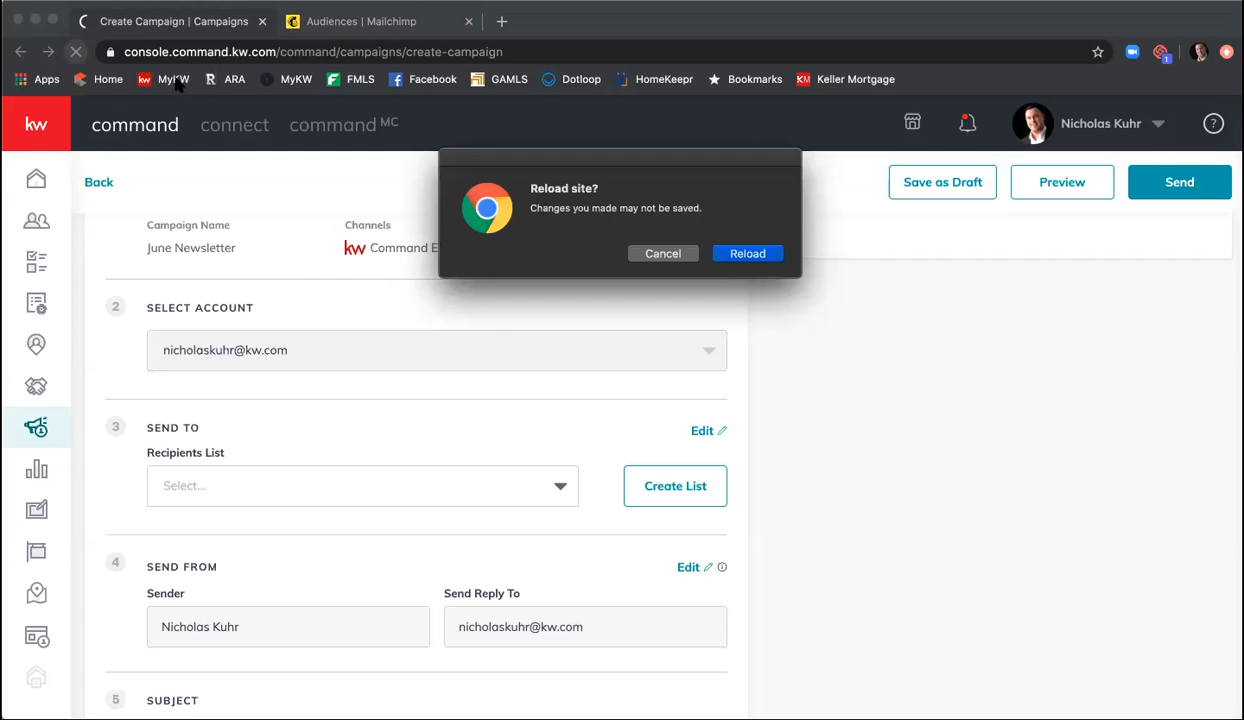 Create Campaign | Campaigns
Audiences | Mailchimp
console.command.kw.com/command/campaigns/create-campaign
Apps Home kw MyKW R ARA MyKW FMLS Facebook GAMLS Dotloop HomeKeepr Bookmarks KM Keller Mortgage
1
kw command connect command MC Nicholas Kuhr ?
Reload site?
Changes you made may not be saved.
Cancel Reload
Back Save as Draft Preview Send
Campaign Name Channels
June Newsletter kw Command E
2 SELECT ACCOUNT
nicholaskuhr@kw.com
3 SEND TO Edit
Recipients List
Select... Create List
4 SEND FROM Edit
Sender Send Reply To
Nicholas Kuhr nicholaskuhr@kw.com
5 SUBJECT